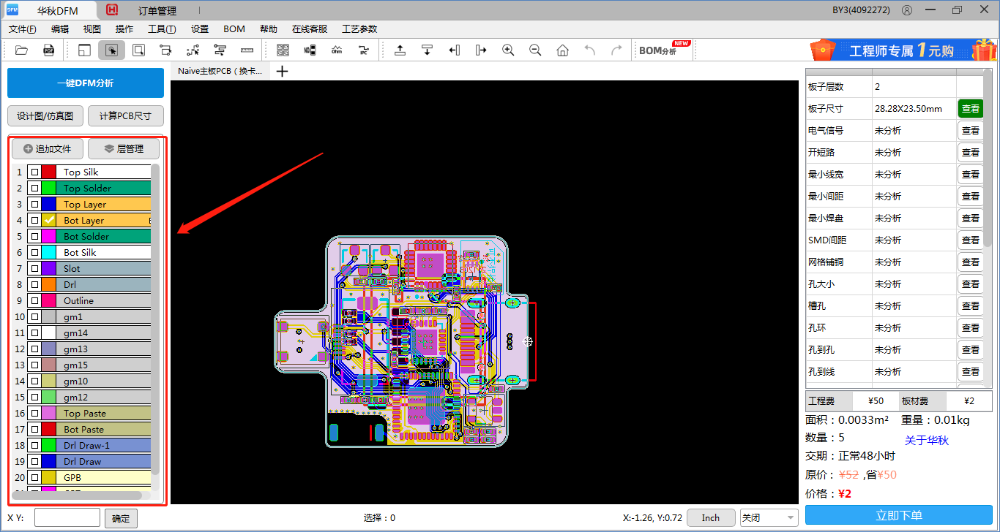 DFM 华秋DFM 订单管理 BY3(4092272)
文件(F) 编辑 视图 操作 工具(T) 设置 BOM 帮助 在线客服 工艺参数
PDF NO Ohm IPC BOM分析 NEW 工程师专属1元购
一键DFM分析
设计图/仿真图 计算PCB尺寸
追加文件 层管理
1 Top Silk
2 Top Solder
3 Top Layer
4 Bot Layer
5 Bot Solder
6 Bot Silk
7 Slot
8 Drl
9 Outline
10 gm1
11 gm14
12 gm13
13 gm15
14 gm10
15 gm12
16 Top Paste
17 Bot Paste
18 Drl Draw-1
19 Drl Draw
20 GPB
X Y: 确定
Naive主板PCB（换卡...
选择：0
X:-1.26, Y:0.72 Inch 关闭
板子层数 2
板子尺寸 28.28X23.50mm 查看
电气信号 未分析 查看
开短路 未分析 查看
最小线宽 未分析 查看
最小间距 未分析 查看
最小焊盘 未分析 查看
SMD间距 未分析 查看
网格铺铜 未分析 查看
孔大小 未分析 查看
槽孔 未分析 查看
孔环 未分析 查看
孔到孔 未分析 查看
孔到线 未分析 查看
工程费 ¥50 板材费 ¥2
面积：0.0033m² 重量：0.01kg
数量：5 关于华秋
交期：正常48小时
原价：¥52 ,省¥50
价格：¥2
立即下单